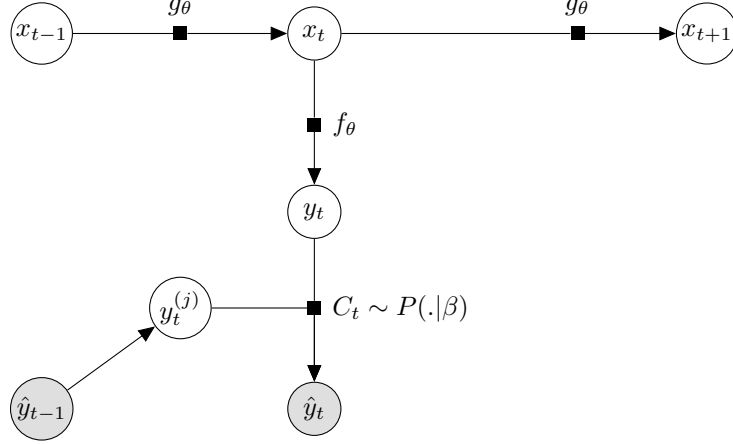 g_θ g_θ
x_{t−1} x_t x_{t+1}
f_θ
y_t
y_t^{(j)} C_t ∼ P(.|β)
ŷ_{t−1} ŷ_t